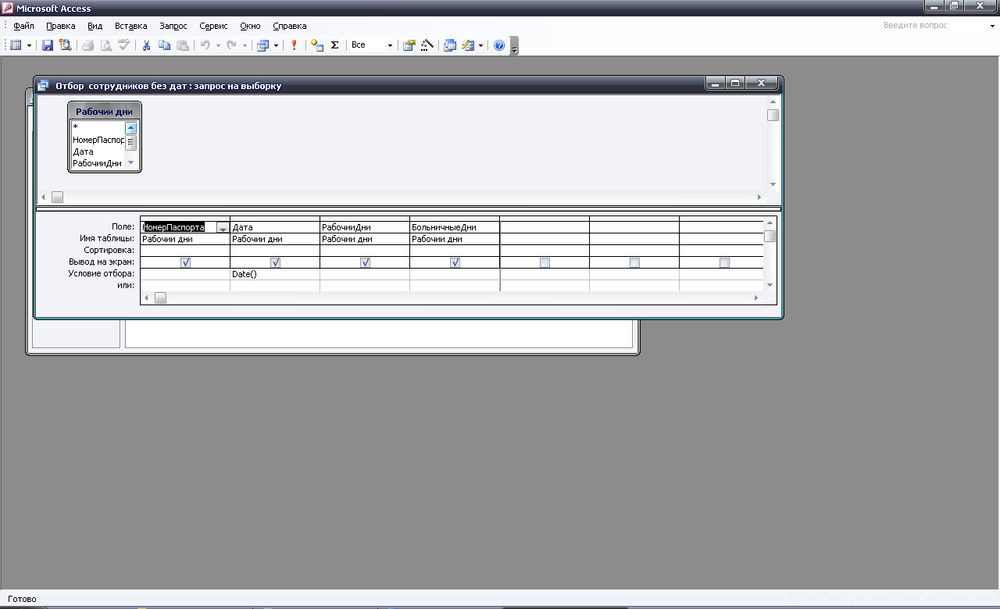 Microsoft Access
Файл Правка Вид Вставка Запрос Сервис Окно Справка Введите вопрос
Все
Отбор сотрудников без дат : запрос на выборку
Рабочии дни
*
НомерПаспор
Дата
РабочииДни
Поле: НомерПаспорта Дата РабочииДни БольничныеДни
Имя таблицы: Рабочии дни Рабочии дни Рабочии дни Рабочии дни
Сортировка:
Вывод на экран:
Условие отбора: Date()
или:
Готово